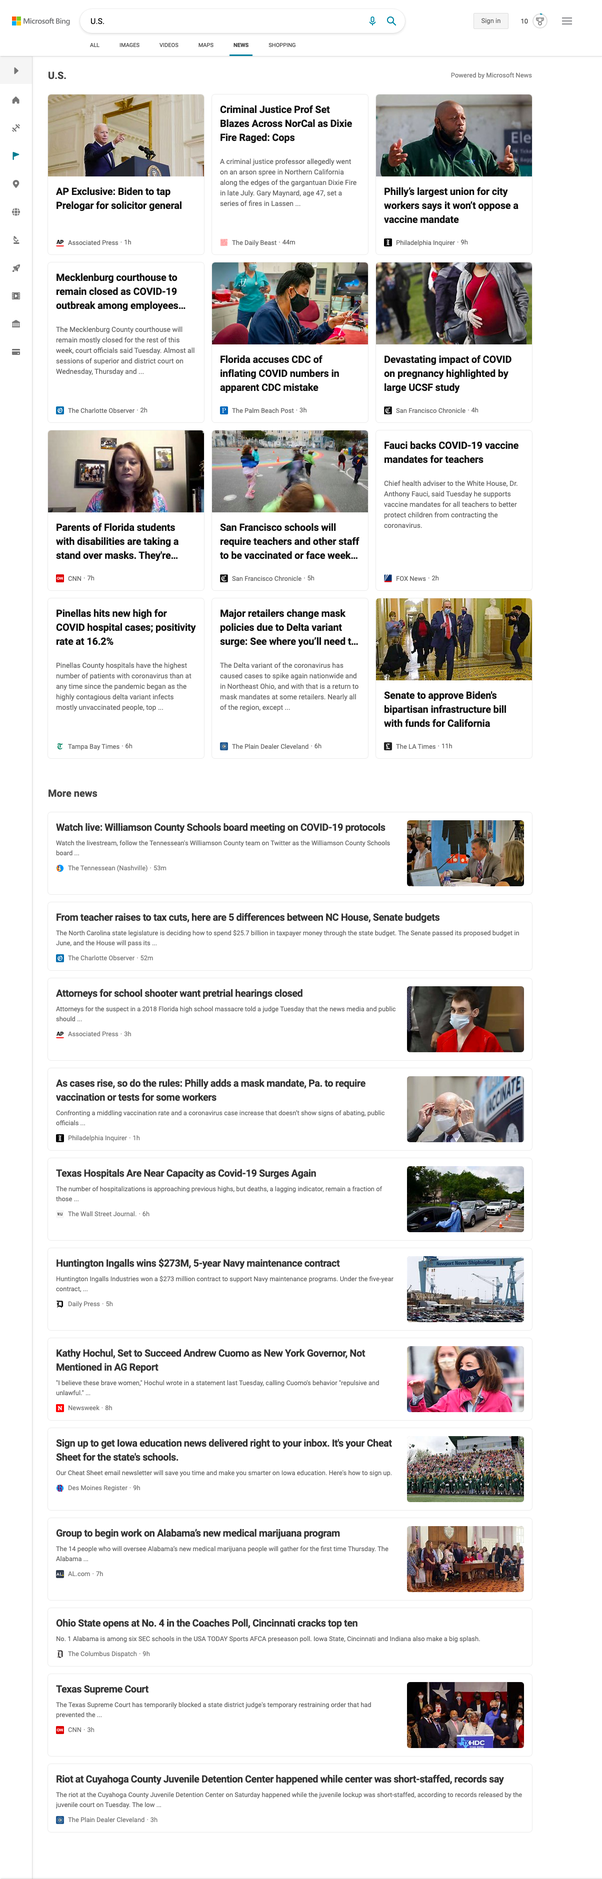 Microsoft Bing
U.S.
Sign in
10
ALL
IMAGES
VIDEOS
MAPS
NEWS
SHOPPING
U.S.
Powered by Microsoft News
AP Exclusive: Biden to tap
Prelogar for solicitor general
AP Associated Press · 1h
Criminal Justice Prof Set
Blazes Across NorCal as Dixie
Fire Raged: Cops
A criminal justice professor allegedly went
on an arson spree in Northern California
along the edges of the gargantuan Dixie Fire
in late July. Gary Maynard, age 47, set a
series of fires in Lassen ...
The Daily Beast · 44m
Philly's largest union for city
workers says it won't oppose a
vaccine mandate
Philadelphia Inquirer · 9h
Mecklenburg courthouse to
remain closed as COVID-19
outbreak among employees...
The Mecklenburg County courthouse will
remain mostly closed for the rest of this
week, court officials said Tuesday. Almost all
sessions of superior and district court on
Wednesday, Thursday and ...
The Charlotte Observer · 2h
Florida accuses CDC of
inflating COVID numbers in
apparent CDC mistake
The Palm Beach Post · 3h
Devastating impact of COVID
on pregnancy highlighted by
large UCSF study
San Francisco Chronicle · 4h
Parents of Florida students
with disabilities are taking a
stand over masks. They're...
CNN · 7h
San Francisco schools will
require teachers and other staff
to be vaccinated or face week...
San Francisco Chronicle · 5h
Fauci backs COVID-19 vaccine
mandates for teachers
Chief health adviser to the White House, Dr.
Anthony Fauci, said Tuesday he supports
vaccine mandates for all teachers to better
protect children from contracting the
coronavirus.
FOX News · 2h
Pinellas hits new high for
COVID hospital cases; positivity
rate at 16.2%
Pinellas County hospitals have the highest
number of patients with coronavirus than at
any time since the pandemic began as the
highly contagious delta variant infects
mostly unvaccinated people, top ...
Tampa Bay Times · 6h
Major retailers change mask
policies due to Delta variant
surge: See where you'll need t...
The Delta variant of the coronavirus has
caused cases to spike again nationwide and
in Northeast Ohio, and with that is a return to
mask mandates at some retailers. Nearly all
of the region, except ...
The Plain Dealer Cleveland · 6h
Senate to approve Biden's
bipartisan infrastructure bill
with funds for California
The LA Times · 11h
More news
Watch live: Williamson County Schools board meeting on COVID-19 protocols
Watch the livestream, follow the Tennessean's Williamson County team on Twitter as the Williamson County Schools
board ...
The Tennessean (Nashville) · 53m
From teacher raises to tax cuts, here are 5 differences between NC House, Senate budgets
The North Carolina state legislature is deciding how to spend $25.7 billion in taxpayer money through the state budget. The Senate passed its proposed budget in
June, and the House will pass its ...
The Charlotte Observer · 52m
Attorneys for school shooter want pretrial hearings closed
Attorneys for the suspect in a 2018 Florida high school massacre told a judge Tuesday that the news media and public
should ...
AP Associated Press · 3h
As cases rise, so do the rules: Philly adds a mask mandate, Pa. to require
vaccination or tests for some workers
Confronting a middling vaccination rate and a coronavirus case increase that doesn't show signs of abating, public
officials ...
Philadelphia Inquirer · 1h
VACCINATE
Texas Hospitals Are Near Capacity as Covid-19 Surges Again
The number of hospitalizations is approaching previous highs, but deaths, a lagging indicator, remain a fraction of
those ...
The Wall Street Journal. · 6h
Huntington Ingalls wins $273M, 5-year Navy maintenance contract
Huntington Ingalls Industries won a $273 million contract to support Navy maintenance programs. Under the five-year
contract, ...
Daily Press · 5h
Newport News Shipbuilding
Kathy Hochul, Set to Succeed Andrew Cuomo as New York Governor, Not
Mentioned in AG Report
"I believe these brave women," Hochul wrote in a statement last Tuesday, calling Cuomo's behavior "repulsive and
unlawful." ...
Newsweek · 8h
Sign up to get Iowa education news delivered right to your inbox. It's your Cheat
Sheet for the state's schools.
Our Cheat Sheet email newsletter will save you time and make you smarter on Iowa education. Here's how to sign up.
Des Moines Register · 9h
Group to begin work on Alabama's new medical marijuana program
The 14 people who will oversee Alabama's new medical marijuana people will gather for the first time Thursday. The
Alabama ...
AL.com · 7h
Ohio State opens at No. 4 in the Coaches Poll, Cincinnati cracks top ten
No. 1 Alabama is among six SEC schools in the USA TODAY Sports AFCA preseason poll. Iowa State, Cincinnati and Indiana also make a big splash.
The Columbus Dispatch · 9h
Texas Supreme Court
The Texas Supreme Court has temporarily blocked a state district judge's temporary restraining order that had
prevented the ...
CNN · 3h
HDC
Riot at Cuyahoga County Juvenile Detention Center happened while center was short-staffed, records say
The riot at the Cuyahoga County Juvenile Detention Center on Saturday happened while the juvenile lockup was short-staffed, according to records released by the
juvenile court on Tuesday. The low ...
The Plain Dealer Cleveland · 3h